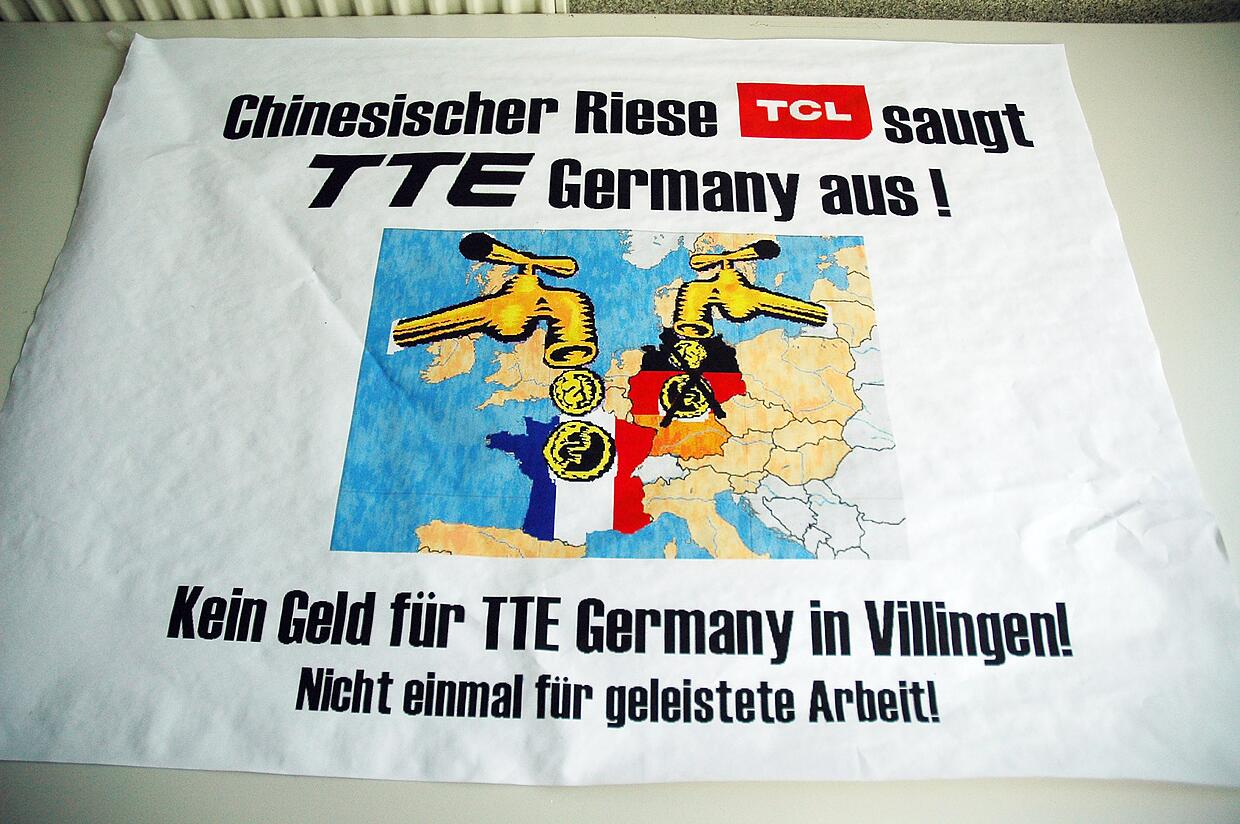 Chinesischer Riese TCL saugt
TTE Germany aus !
Kein Geld für TTE Germany in Villingen!
Nicht einmal für geleistete Arbeit!